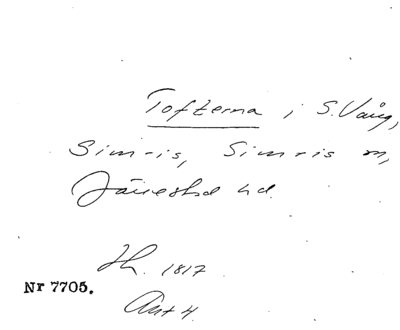 Tofterna i S. Vång,
Simris, Simris
Järrestad hd.
1817
Nr 7705.